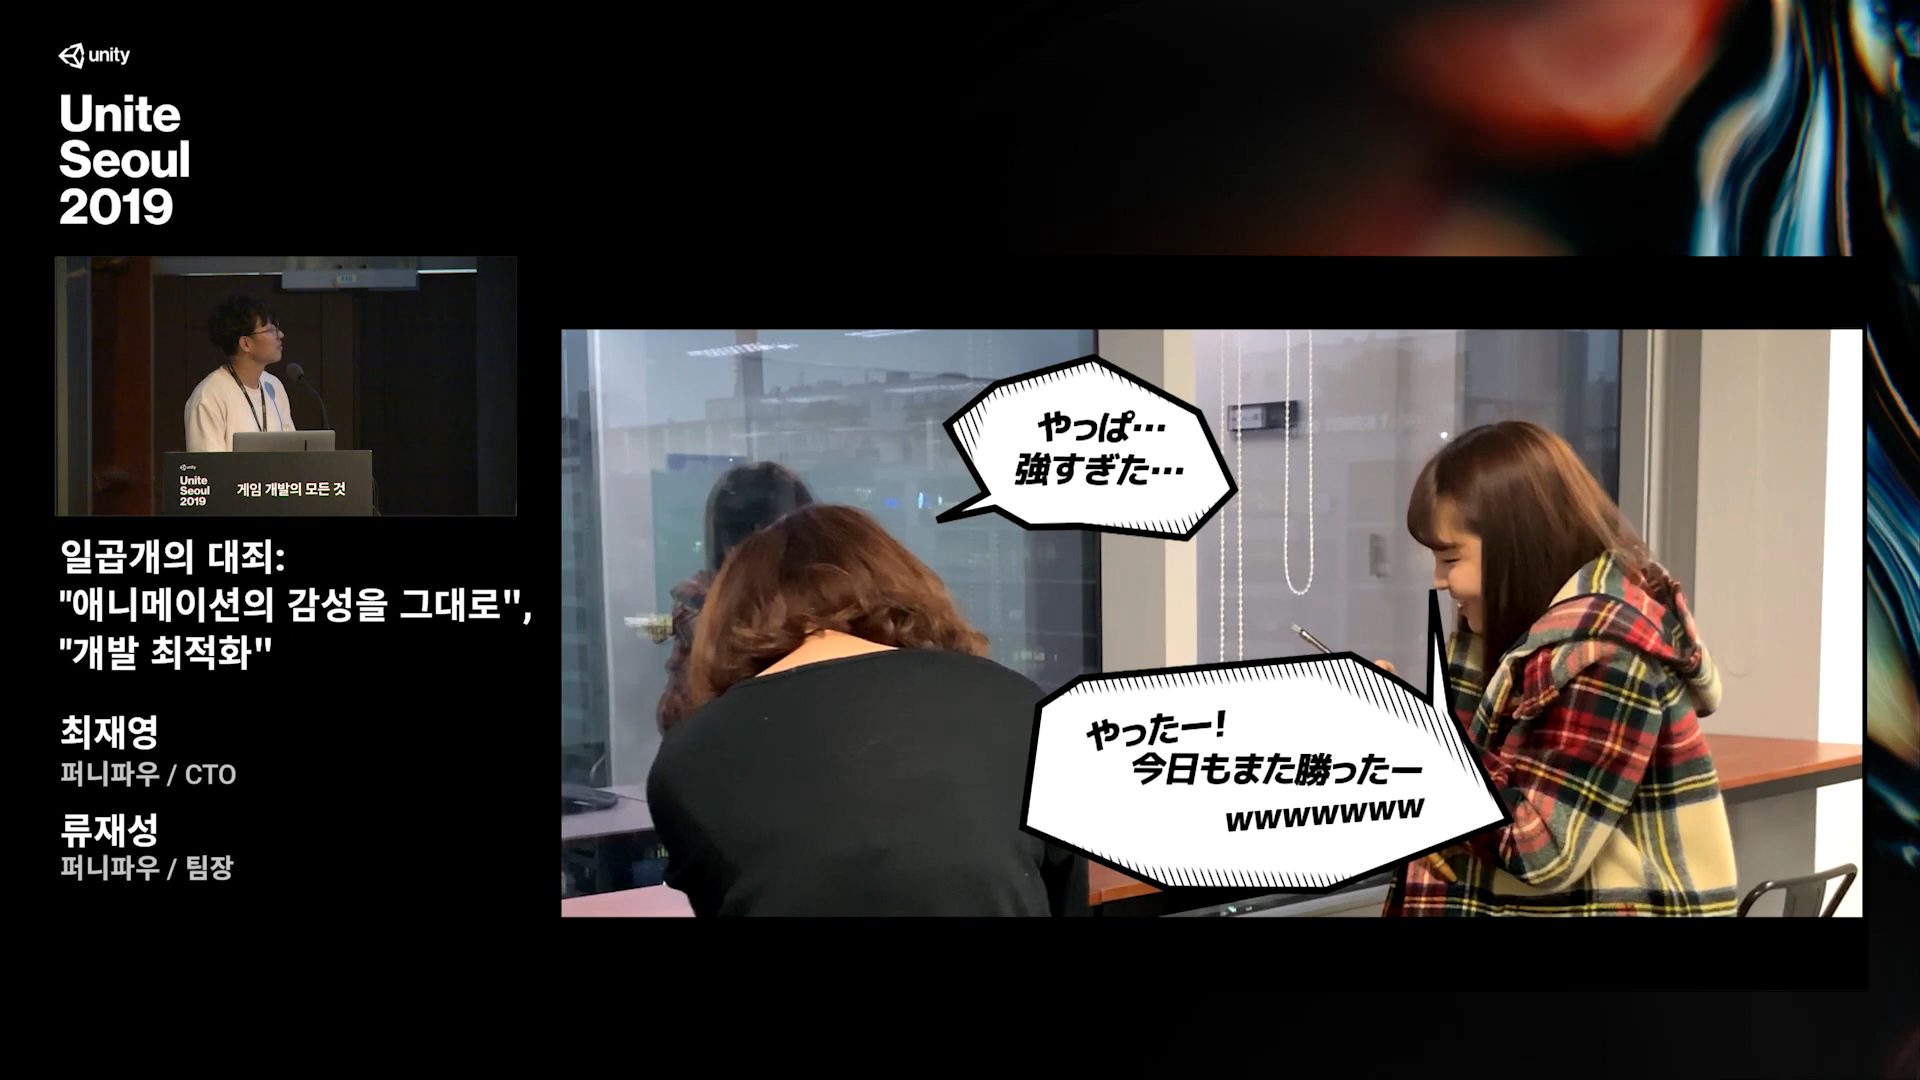 unity
Unite
Seoul
2019
unity
Unite
Seoul
2019
게임 개발의 모든 것
일곱개의 대죄:
"애니메이션의 감성을 그대로",
"개발 최적화"
최재영
퍼니파우 / CTO
류재성
퍼니파우 / 팀장
やっぱ…
強すぎた…
やったー!
今日もまた勝ったー
wwwwwww